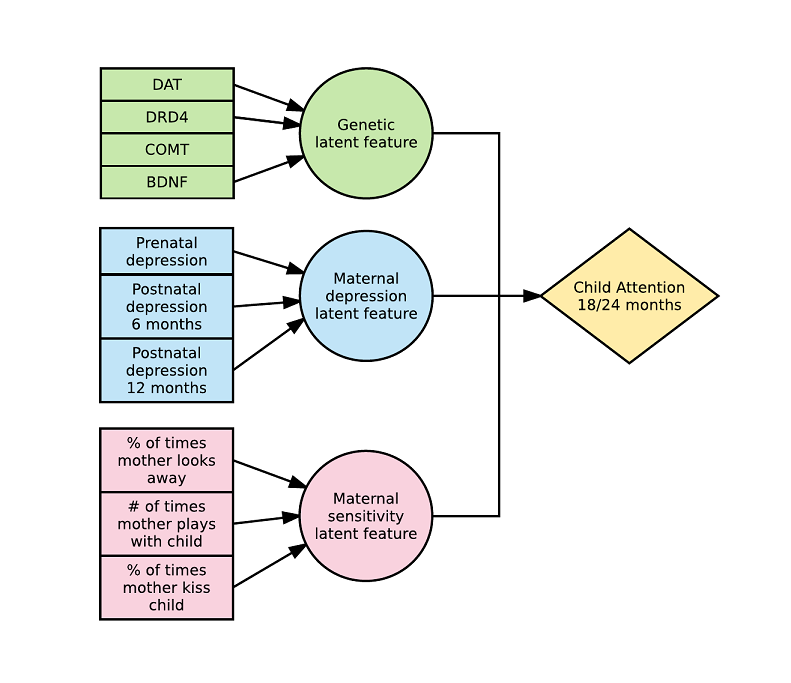 DAT
DRD4
COMT
BDNF
Genetic
latent feature
Prenatal
depression
Postnatal
depression
6 months
Postnatal
depression
12 months
Maternal
depression
latent feature
% of times
mother looks
away
# of times
mother plays
with child
% of times
mother kiss
child
Maternal
sensitivity
latent feature
Child Attention
18/24 months